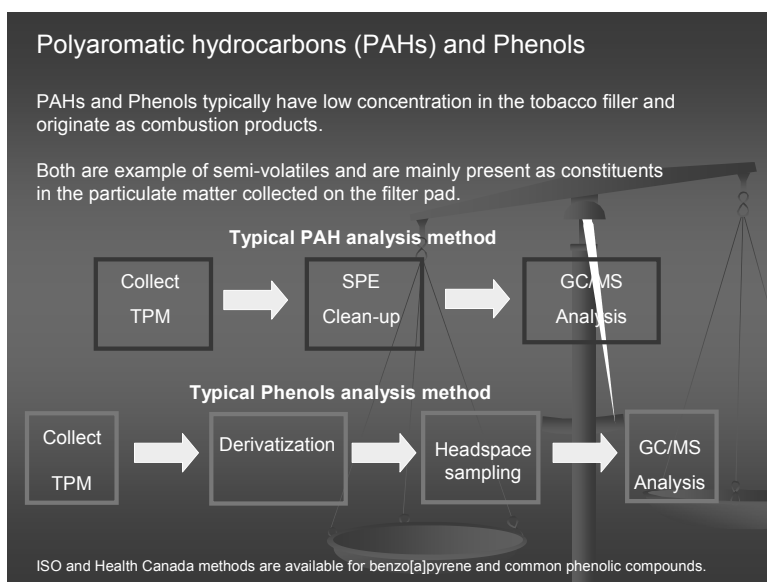 Polyaromatic hydrocarbons (PAHs) and Phenols
PAHs and Phenols typically have low concentration in the tobacco filler and
originate as combustion products.
Both are example of semi-volatiles and are mainly present as constituents
in the particulate matter collected on the filter pad.
Typical PAH analysis method
Collect
TPM
SPE
Clean-up
GC/MS
Analysis
Typical Phenols analysis method
Collect
TPM
Derivatization
Headspace
sampling
GC/MS
Analysis
ISO and Health Canada methods are available for benzo[a]pyrene and common phenolic compounds.